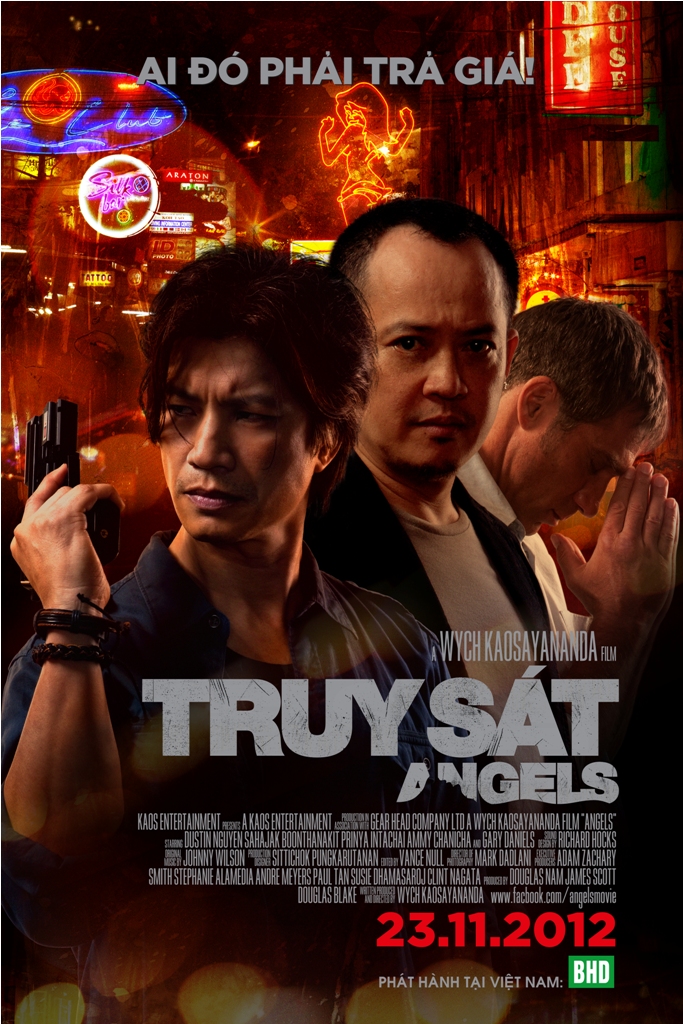 AI ĐÓ PHẢI TRẢ GIÁ!
Club
Silk bar
ARATON
PHOTO
TATTOO
HOUSE
A WYCH KAOSAYANANDA FILM
TRUY SÁT
ANGELS
KAOS ENTERTAINMENT PRESENTS A KAOS ENTERTAINMENT PRODUCTION IN ASSOCIATION WITH GEAR HEAD COMPANY LTD A WYCH KAOSAYANANDA FILM "ANGELS"
STARRING DUSTIN NGUYEN SAHAJAK BOONTHANAKIT PRINYA INTACHAI AMMY CHANICHA AND GARY DANIELS SOUND DESIGN BY RICHARD HOCKS
ORIGINAL MUSIC BY JOHNNY WILSON PRODUCTION DESIGNER SITTICHOK PUNGKARUTANAN EDITED BY VANCE NULL DIRECTOR OF PHOTOGRAPHY MARK DADLANI EXECUTIVE PRODUCERS ADAM ZACHARY
SMITH STEPHANIE ALAMEDIA ANDRE MEYERS PAUL TAN SUSIE DHAMASAROJ CLINT NAGATA PRODUCED BY DOUGLAS NAM JAMES SCOTT
DOUGLAS BLAKE WRITTEN PRODUCED AND DIRECTED BY WYCH KAOSAYANANDA www.facbook.com/angelsmovie
23.11.2012
PHÁT HÀNH TẠI VIỆT NAM: BHD